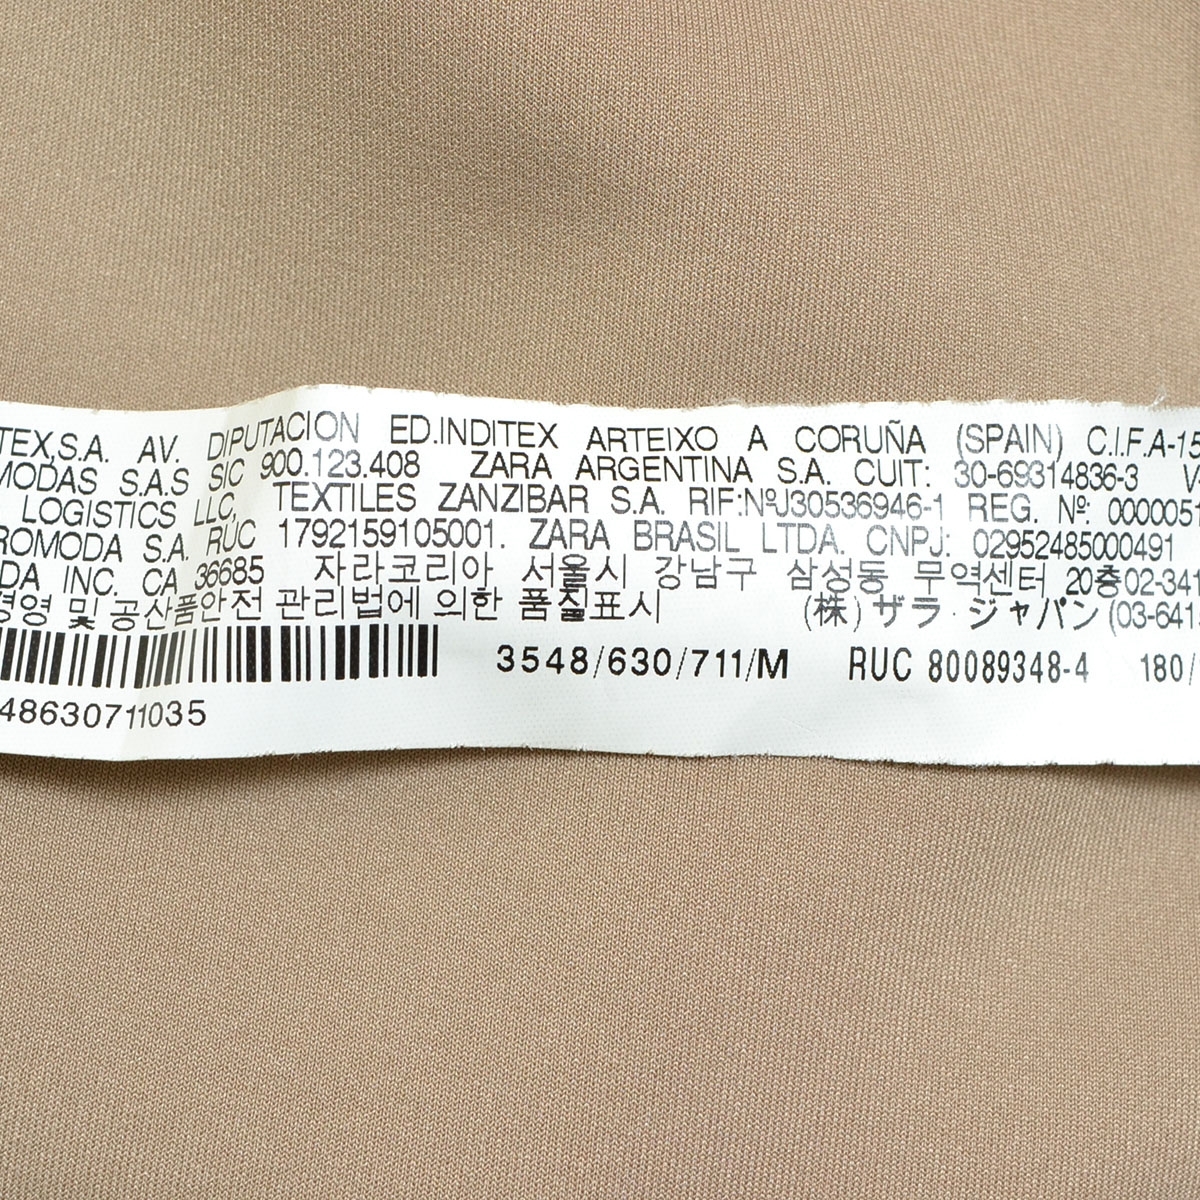 TEX,S.A. AV. DIPUTACION ED.INDITEX ARTEIXO A CORUÑA (SPAIN) C.I.F.A-15
MODAS S.A.S SIC 900.123.408 ZARA ARGENTINA S.A. CUIT: 30-69314836-3
LOGISTICS LLC, TEXTILES ZANZIBAR S.A. RIF:NºJ30536946-1 REG. Nº: 0000051
ROMODA S.A. RUC 1792159105001. ZARA BRASIL LTDA. CNPJ: 02952485000491
DA INC. CA 36685 자라코리아 서울시 강남구 삼성동 무역센터 20층02-341
경영 및 공산품안전 관리법에 의한 품질표시 (株)ザラ・ジャパン(03-641
3548/630/711/M RUC 80089348-4 180/
48630711035